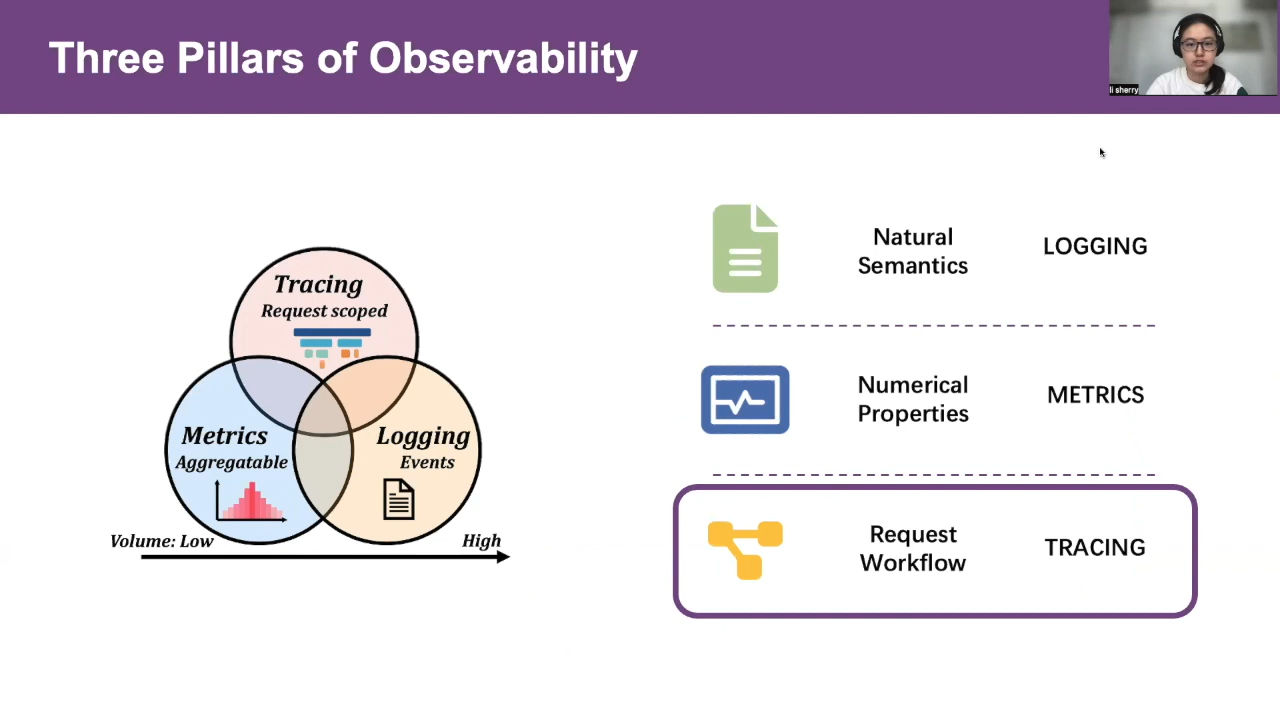 Three Pillars of Observability
li sherry
Tracing
Request scoped
Metrics
Aggregatable
Logging
Events
Volume: Low
High
Natural
Semantics
LOGGING
Numerical
Properties
METRICS
Request
Workflow
TRACING